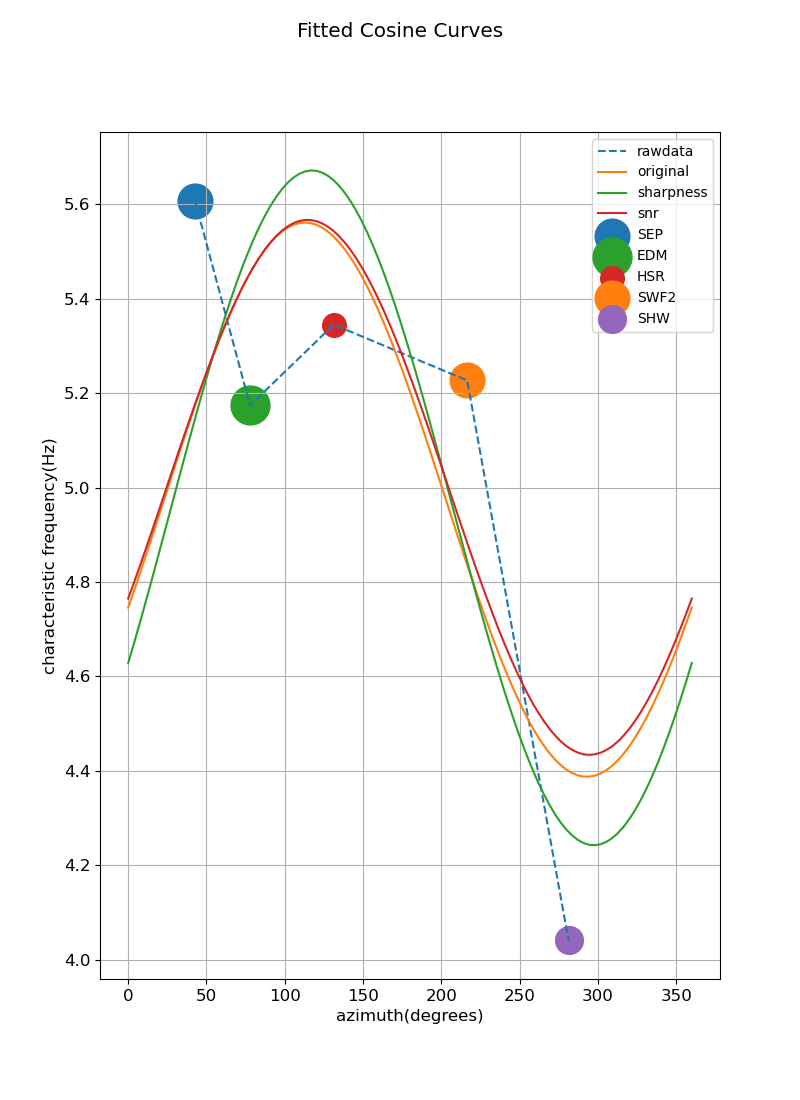 Fitted Cosine Curves
rawdata
original
sharpness
snr
SEP
EDM
HSR
SWF2
SHW
5.6
5.4
5.2
5.0
4.8
4.6
4.4
4.2
4.0
characteristic frequency(Hz)
0 50 100 150 200 250 300 350
azimuth(degrees)